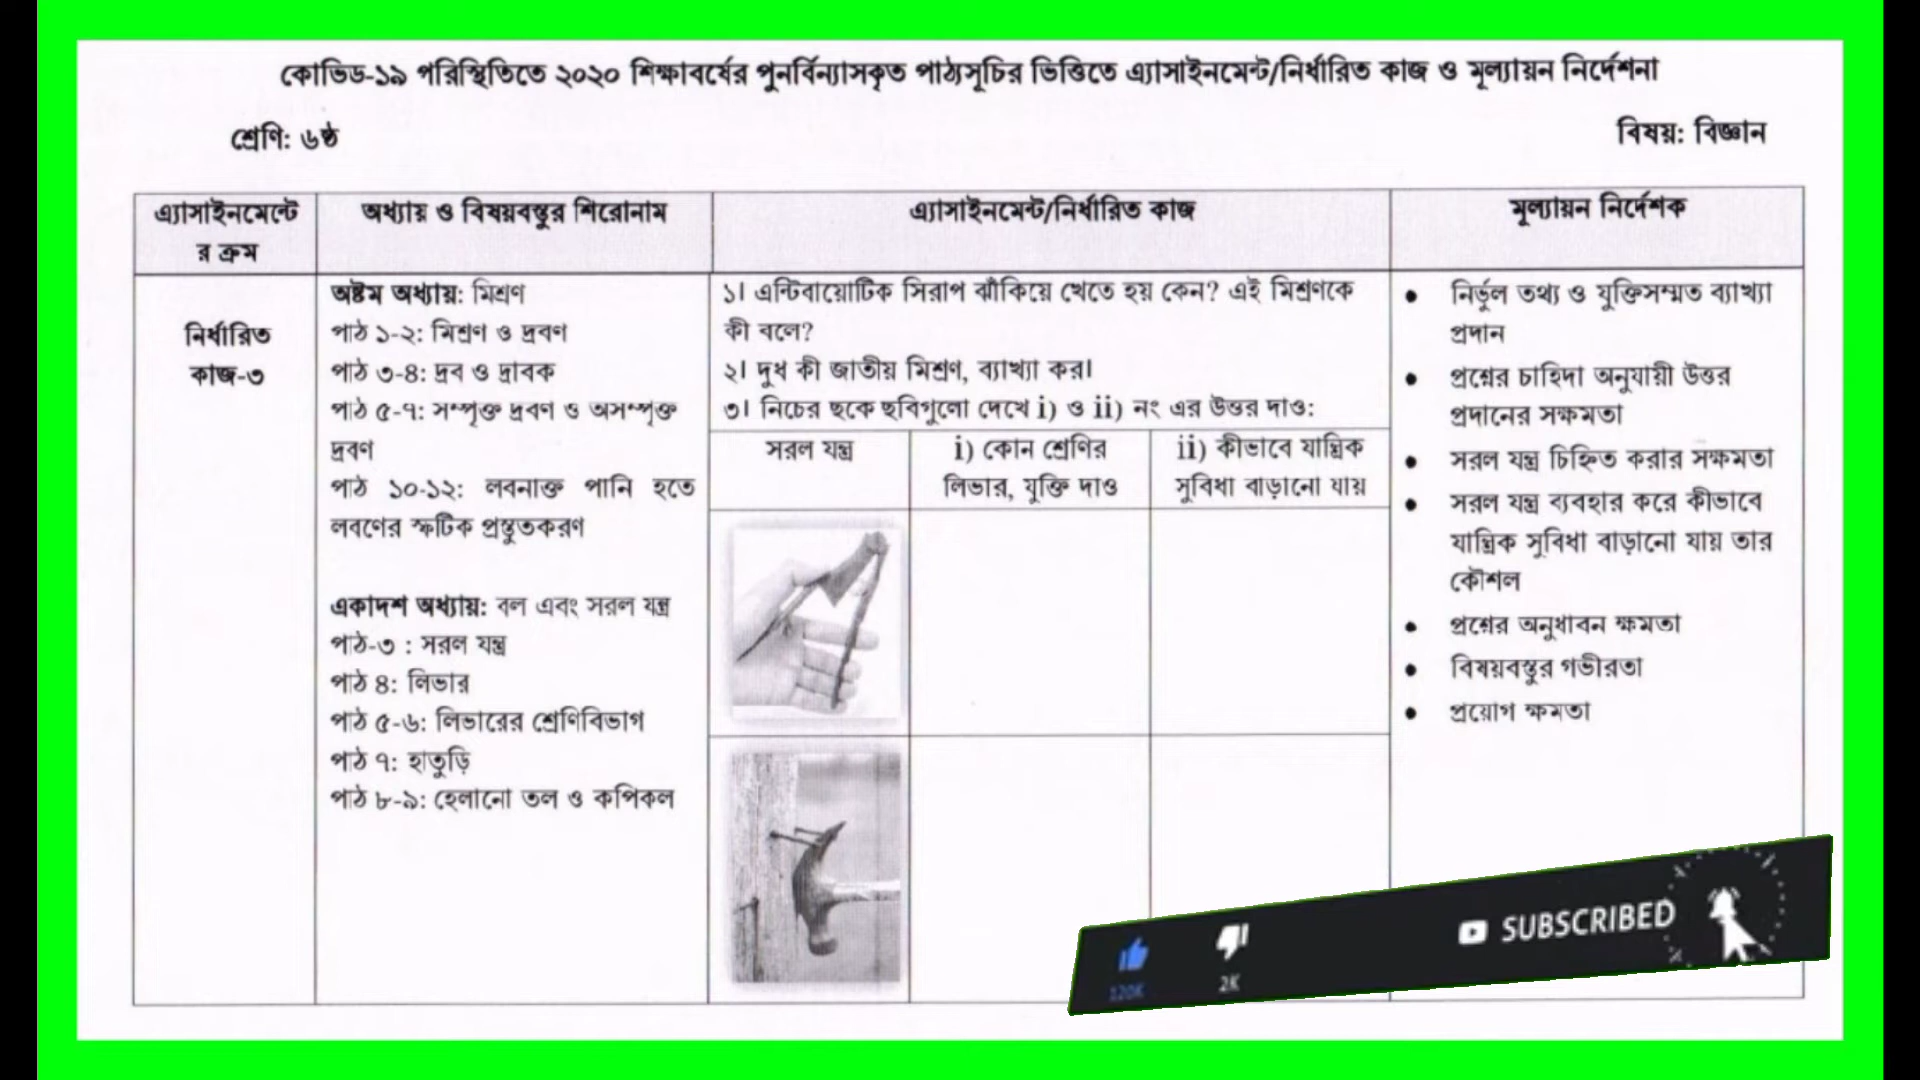 কোভিড-১৯ পরিস্থিতিতে ২০২০ শিক্ষাবর্ষের পুনর্বিন্যাসকৃত পাঠ্যসূচির ভিত্তিতে এ্যাসাইনমেন্ট/নির্ধারিত কাজ ও মূল্যায়ন নির্দেশনা
শ্রেণি: ৬ষ্ঠ
বিষয়: বিজ্ঞান
এ্যাসাইনমেন্টে
র ক্রম
অধ্যায় ও বিষয়বস্তুর শিরোনাম
এ্যাসাইনমেন্ট/নির্ধারিত কাজ
মূল্যায়ন নির্দেশক
নির্ধারিত
কাজ-৩
অষ্টম অধ্যায়: মিশ্রণ
পাঠ ১-২: মিশ্রণ ও দ্রবণ
পাঠ ৩-৪: দ্রব ও দ্রাবক
পাঠ ৫-৭: সম্পৃক্ত দ্রবণ ও অসম্পৃক্ত
দ্রবণ
পাঠ ১০-১২: লবনাক্ত পানি হতে
লবণের স্ফটিক প্রস্তুতকরণ
একাদশ অধ্যায়: বল এবং সরল যন্ত্র
পাঠ-৩ : সরল যন্ত্র
পাঠ ৪: লিভার
পাঠ ৫-৬: লিভারের শ্রেণিবিভাগ
পাঠ ৭: হাতুড়ি
পাঠ ৮-৯: হেলানো তল ও কপিকল
১। এন্টিবায়োটিক সিরাপ ঝাঁকিয়ে খেতে হয় কেন? এই মিশ্রণকে
কী বলে?
২। দুধ কী জাতীয় মিশ্রণ, ব্যাখ্যা কর।
৩। নিচের ছকে ছবিগুলো দেখে i) ও ii) নং এর উত্তর দাও:
সরল যন্ত্র
i) কোন শ্রেণির
লিভার, যুক্তি দাও
ii) কীভাবে যান্ত্রিক
সুবিধা বাড়ানো যায়
• নির্ভুল তথ্য ও যুক্তিসম্মত ব্যাখ্যা
প্রদান
• প্রশ্নের চাহিদা অনুযায়ী উত্তর
প্রদানের সক্ষমতা
• সরল যন্ত্র চিহ্নিত করার সক্ষমতা
• সরল যন্ত্র ব্যবহার করে কীভাবে
যান্ত্রিক সুবিধা বাড়ানো যায় তার
কৌশল
• প্রশ্নের অনুধাবন ক্ষমতা
• বিষয়বস্তুর গভীরতা
• প্রয়োগ ক্ষমতা
120K
2K
SUBSCRIBED